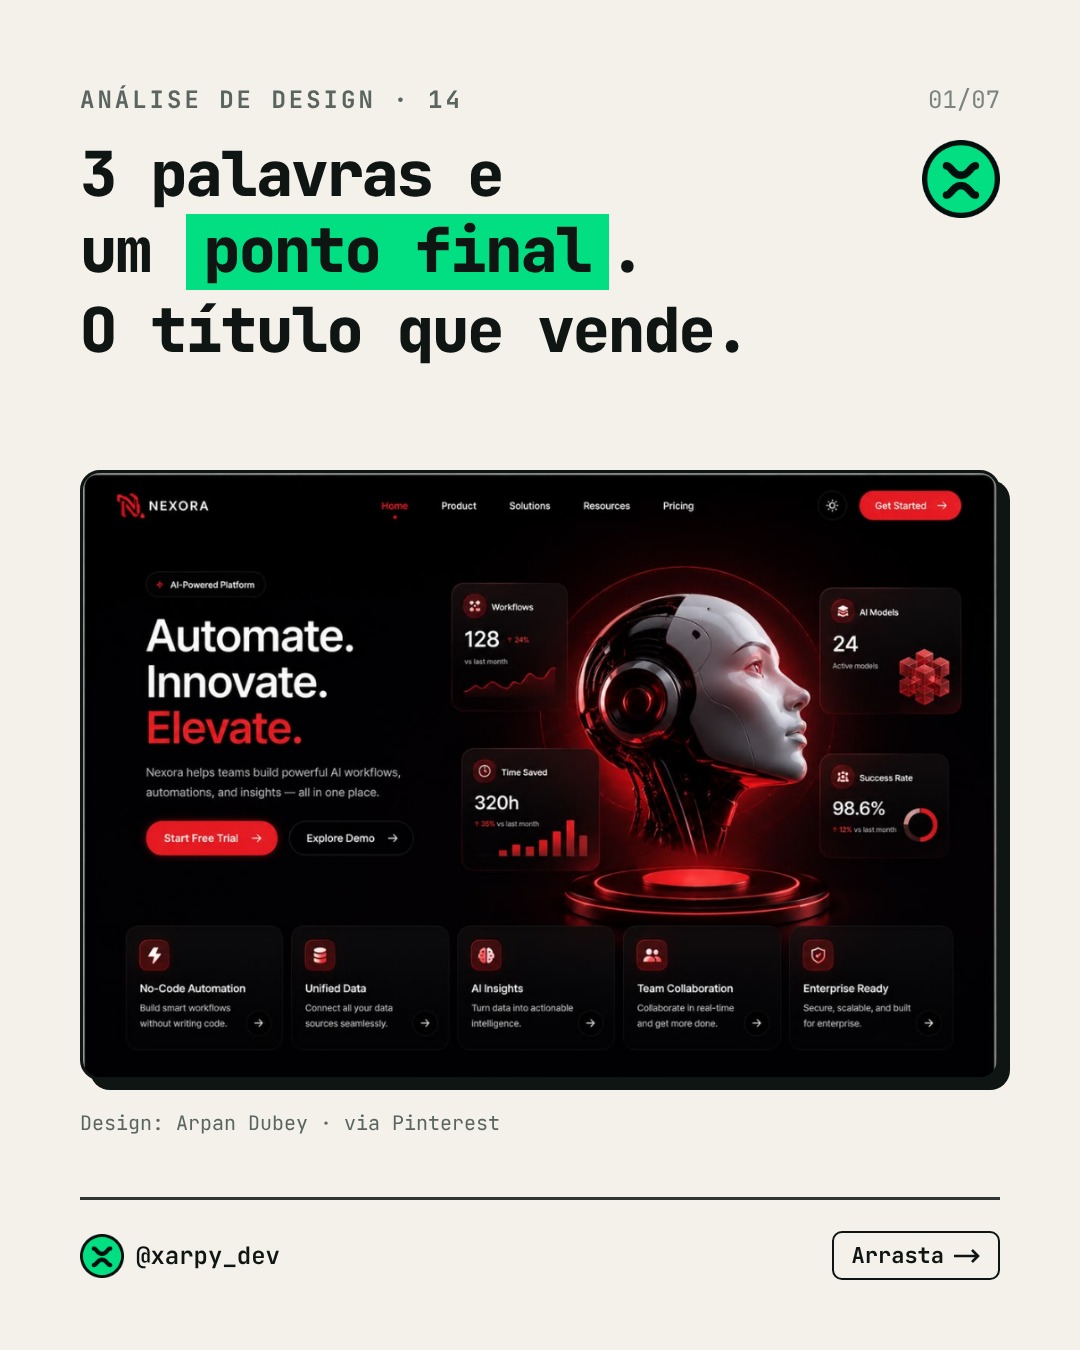 ANÁLISE DE DESIGN · 14
01/07
3 palavras e
um ponto final.
O título que vende.
NEXORA
Home
Product
Solutions
Resources
Pricing
Get Started →
AI-Powered Platform
Automate.
Innovate.
Elevate.
Nexora helps teams build powerful AI workflows,
automations, and insights — all in one place.
Start Free Trial →
Explore Demo →
Workflows
128 ↑ 24%
vs last month
AI Models
24
Active models
Time Saved
320h
↑ 35% vs last month
Success Rate
98.6%
↑ 12% vs last month
No-Code Automation
Build smart workflows
without writing code.
→
Unified Data
Connect all your data
sources seamlessly.
→
AI Insights
Turn data into actionable
intelligence.
→
Team Collaboration
Collaborate in real-time
and get more done.
→
Enterprise Ready
Secure, scalable, and built
for enterprise.
→
Design: Arpan Dubey · via Pinterest
@xarpy_dev
Arrasta →